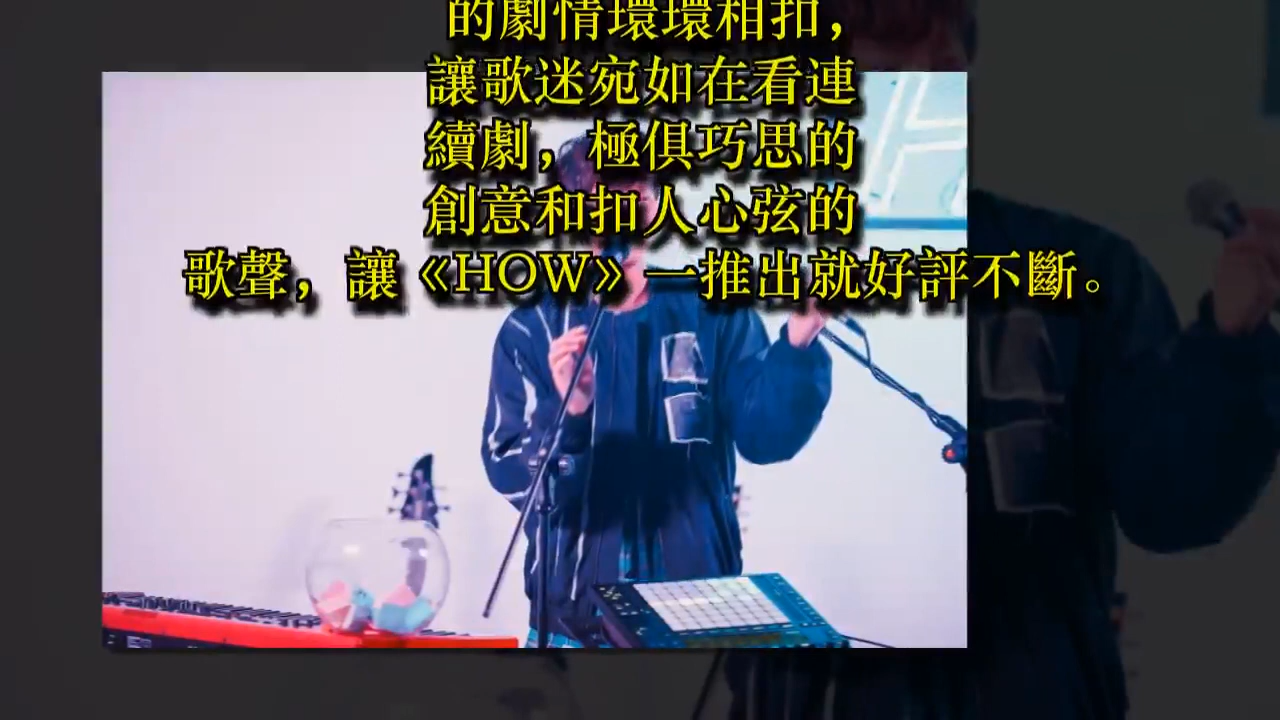 的劇情環環相扣，
讓歌迷宛如在看連
續劇，極俱巧思的
創意和扣人心弦的
歌聲，讓《HOW》一推出就好評不斷。